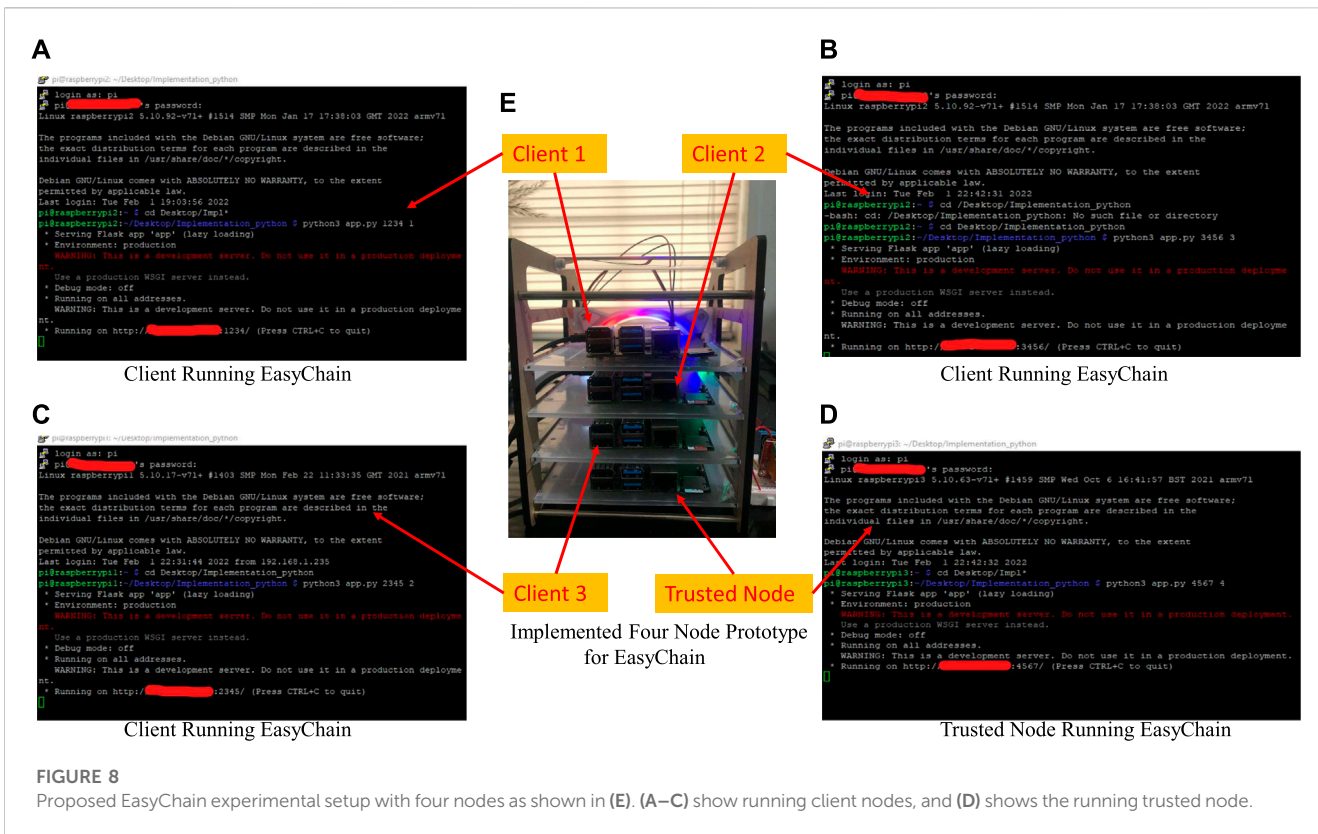 A
pi@raspberrypi2: ~/Desktop/Implementation_python
login as: pi
pi 's password:
Linux raspberrypi2 5.10.92-v7l+ #1514 SMP Mon Jan 17 17:38:03 GMT 2022 armv7l
The programs included with the Debian GNU/Linux system are free software;
the exact distribution terms for each program are described in the
individual files in /usr/share/doc/*/copyright.
Debian GNU/Linux comes with ABSOLUTELY NO WARRANTY, to the extent
permitted by applicable law.
Last login: Tue Feb 1 19:03:56 2022
pi@raspberrypi2:~ $ cd Desktop/Impl*
pi@raspberrypi2:~/Desktop/Implementation_python $ python3 app.py 1234 1
* Serving Flask app 'app' (lazy loading)
* Environment: production
WARNING: This is a development server. Do not use it in a production deployme
nt.
Use a production WSGI server instead.
* Debug mode: off
* Running on all addresses.
WARNING: This is a development server. Do not use it in a production deployme
nt.
* Running on http:/ :1234/ (Press CTRL+C to quit)
Client Running EasyChain
B
pi@raspberrypi2: ~/Desktop/Implementation_python
login as: pi
pi 's password:
Linux raspberrypi2 5.10.92-v7l+ #1514 SMP Mon Jan 17 17:38:03 GMT 2022 armv7l
The programs included with the Debian GNU/Linux system are free software;
the exact distribution terms for each program are described in the
individual files in /usr/share/doc/*/copyright.
Debian GNU/Linux comes with ABSOLUTELY NO WARRANTY, to the extent
permitted by applicable law.
Last login: Tue Feb 1 22:42:31 2022
pi@raspberrypi2:~ $ cd /Desktop/Implementation_python
-bash: cd: /Desktop/Implementation_python: No such file or directory
pi@raspberrypi2:~ $ cd Desktop/Implementation_python
pi@raspberrypi2:~/Desktop/Implementation_python $ python3 app.py 3456 3
* Serving Flask app 'app' (lazy loading)
* Environment: production
WARNING: This is a development server. Do not use it in a production deployme
nt.
Use a production WSGI server instead.
* Debug mode: off
* Running on all addresses.
WARNING: This is a development server. Do not use it in a production deployme
nt.
* Running on http:/ :3456/ (Press CTRL+C to quit)
Client Running EasyChain
C
pi@raspberrypi1: ~/Desktop/Implementation_python
login as: pi
pi 's password:
Linux raspberrypi1 5.10.17-v7l+ #1403 SMP Mon Feb 22 11:33:35 GMT 2021 armv7l
The programs included with the Debian GNU/Linux system are free software;
the exact distribution terms for each program are described in the
individual files in /usr/share/doc/*/copyright.
Debian GNU/Linux comes with ABSOLUTELY NO WARRANTY, to the extent
permitted by applicable law.
Last login: Tue Feb 1 22:31:44 2022 from 192.168.1.235
pi@raspberrypi1:~ $ cd Desktop/Implementation_python
pi@raspberrypi1:~/Desktop/Implementation_python $ python3 app.py 2345 2
* Serving Flask app 'app' (lazy loading)
* Environment: production
WARNING: This is a development server. Do not use it in a production deployme
nt.
Use a production WSGI server instead.
* Debug mode: off
* Running on all addresses.
WARNING: This is a development server. Do not use it in a production deployme
nt.
* Running on http:/ :2345/ (Press CTRL+C to quit)
Client Running EasyChain
D
pi@raspberrypi3: ~/Desktop/Implementation_python
login as: pi
pi 's password:
Linux raspberrypi3 5.10.63-v7l+ #1459 SMP Wed Oct 6 16:41:57 BST 2021 armv7l
The programs included with the Debian GNU/Linux system are free software;
the exact distribution terms for each program are described in the
individual files in /usr/share/doc/*/copyright.
Debian GNU/Linux comes with ABSOLUTELY NO WARRANTY, to the extent
permitted by applicable law.
Last login: Tue Feb 1 22:42:32 2022
pi@raspberrypi3:~ $ cd Desktop/Impl*
pi@raspberrypi3:~/Desktop/Implementation_python $ python3 app.py 4567 4
* Serving Flask app 'app' (lazy loading)
* Environment: production
WARNING: This is a development server. Do not use it in a production deployment.
Use a production WSGI server instead.
* Debug mode: off
* Running on all addresses.
WARNING: This is a development server. Do not use it in a production deployment.
* Running on http:/ :4567/ (Press CTRL+C to quit)
Trusted Node Running EasyChain
E
Client 1
Client 2
Client 3
Trusted Node
Implemented Four Node Prototype
for EasyChain
FIGURE 8
Proposed EasyChain experimental setup with four nodes as shown in (E). (A–C) show running client nodes, and (D) shows the running trusted node.